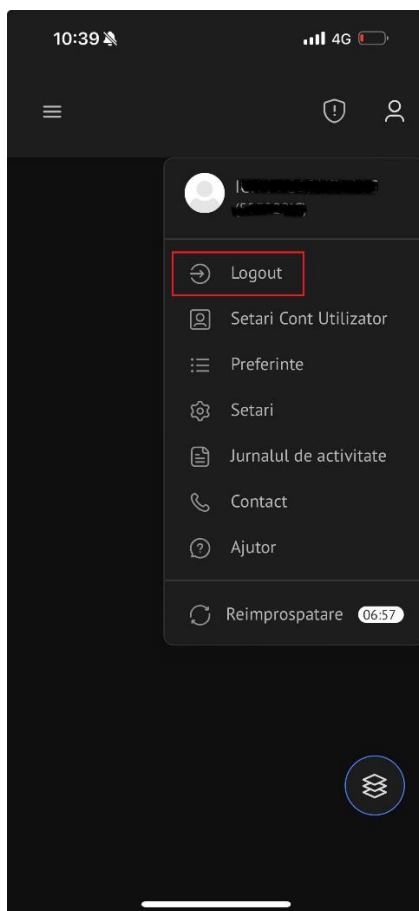 10:39 4G
Logout
Setari Cont Utilizator
Preferinte
Setari
Jurnalul de activitate
Contact
Ajutor
Reimprospatare 06:57